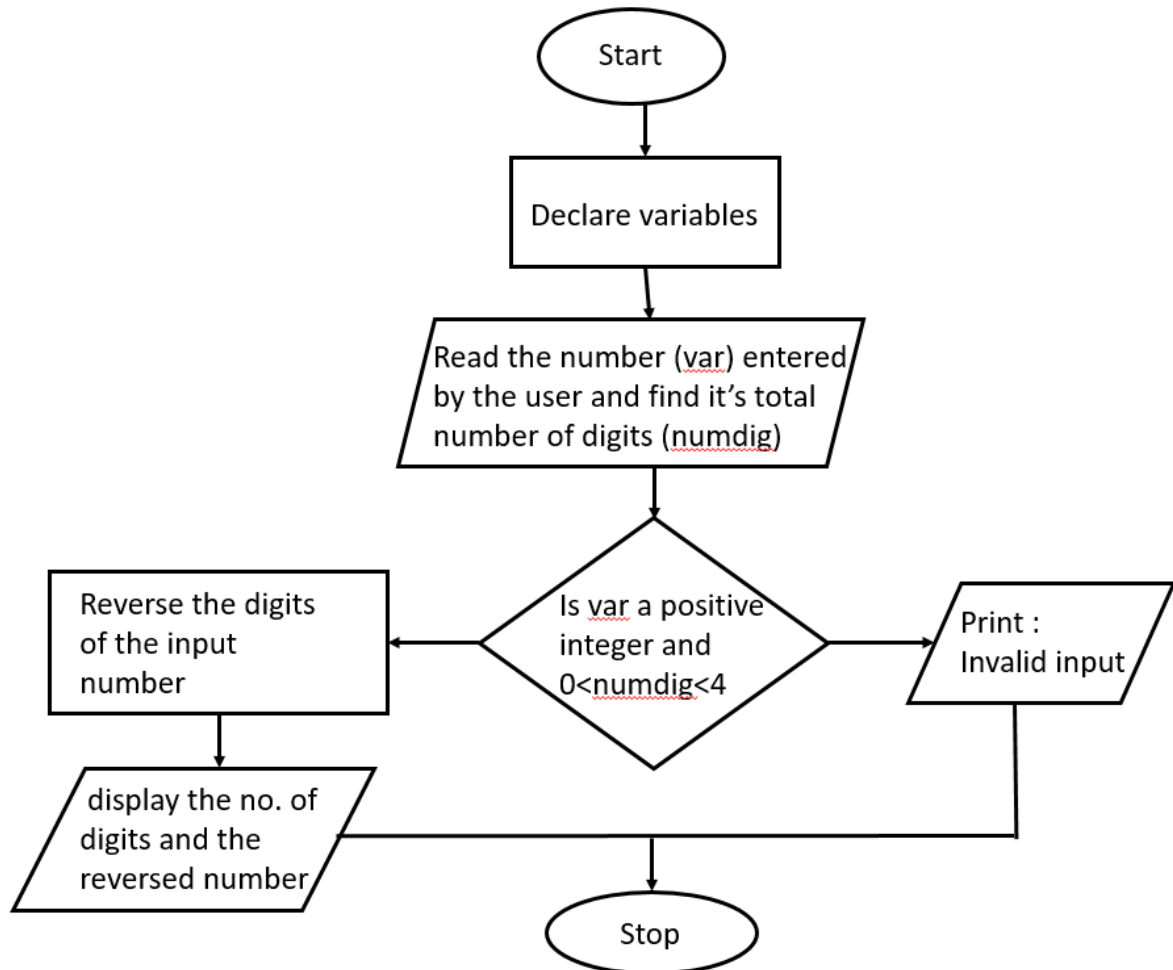 Start
Declare variables
Read the number (var) entered
by the user and find it’s total
number of digits (numdig)
Is var a positive
integer and
0<numdig<4
Reverse the digits
of the input
number
Print :
Invalid input
display the no. of
digits and the
reversed number
Stop